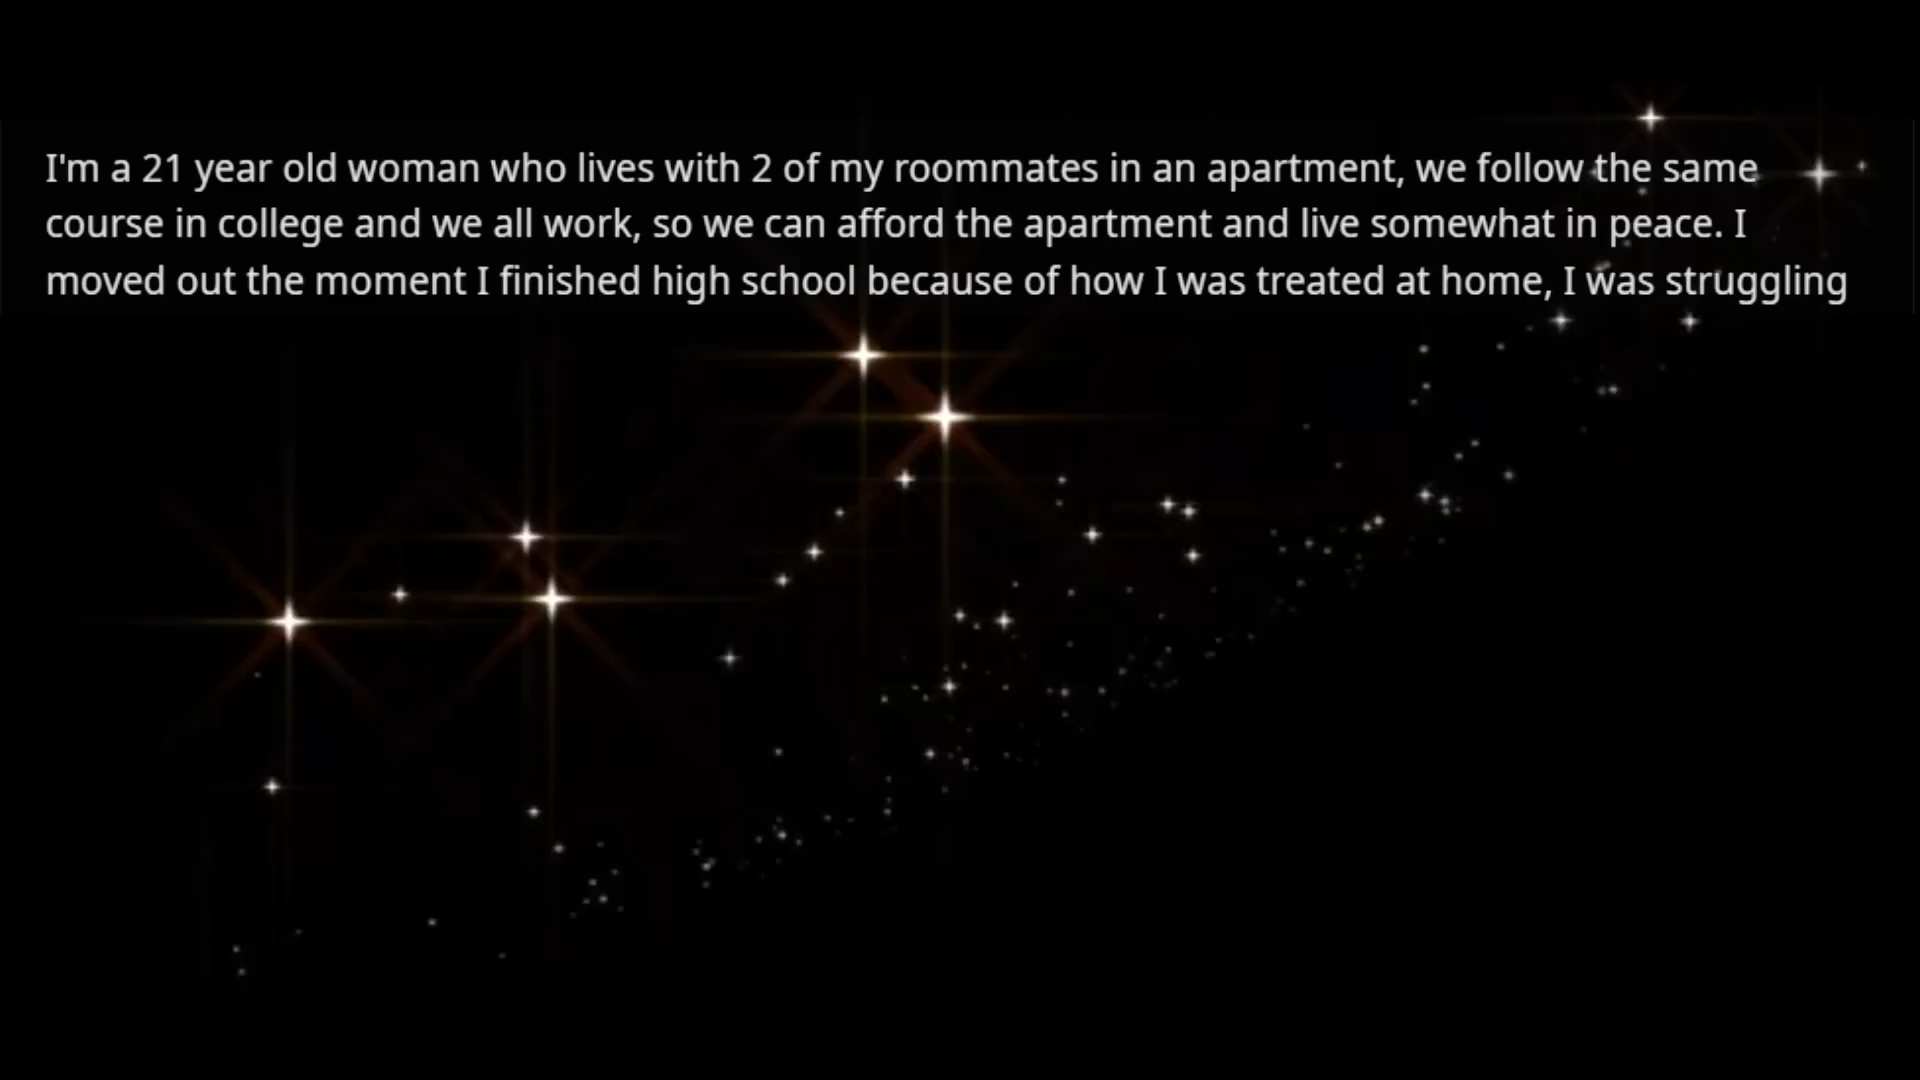 I'm a 21 year old woman who lives with 2 of my roommates in an apartment, we follow the same
course in college and we all work, so we can afford the apartment and live somewhat in peace. I
moved out the moment I finished high school because of how I was treated at home, I was struggling